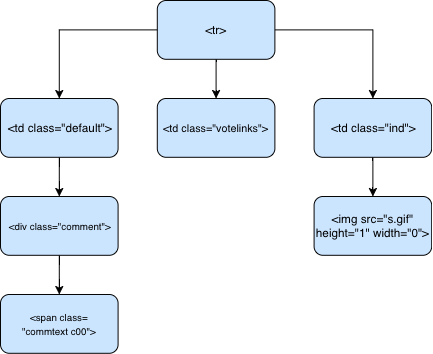 <tr>
<td class="default">
<td class="votelinks">
<td class="ind">
<div class="comment">
<img src="s.gif"
height="1" width="0">
<span class=
"commtext c00">